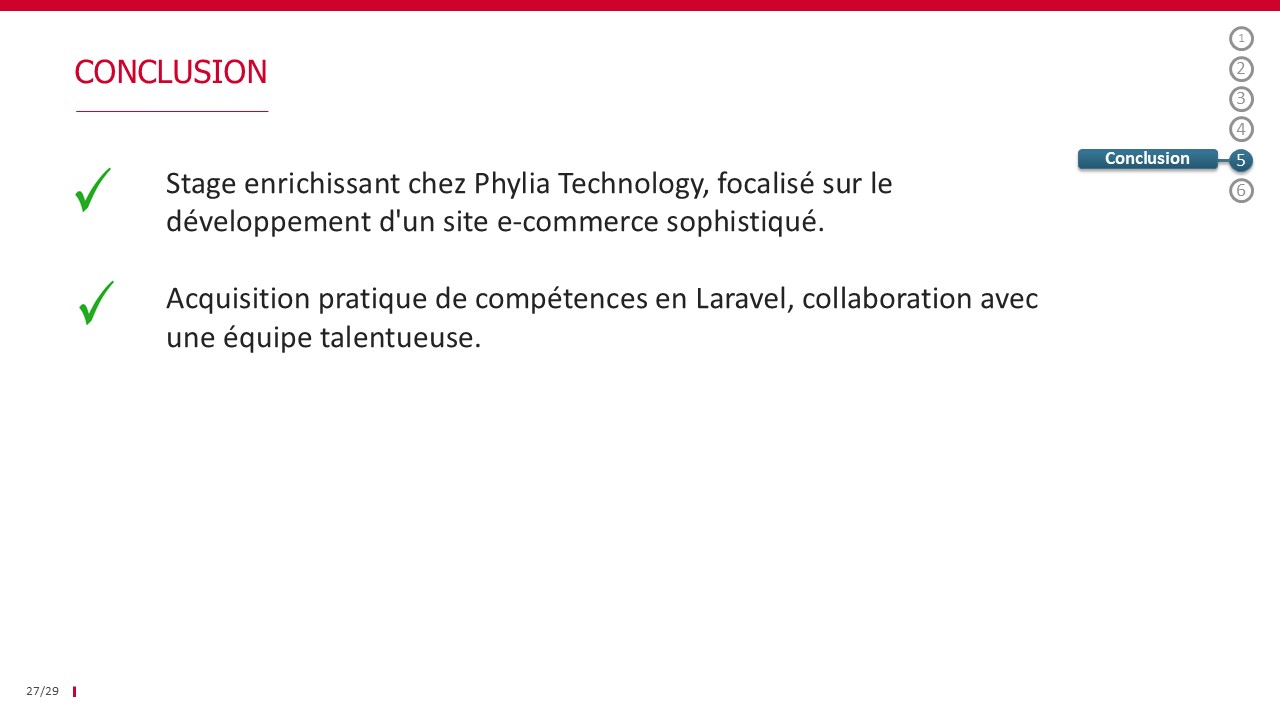 CONCLUSION
1
2
3
4
Conclusion 5
6
Stage enrichissant chez Phylia Technology, focalisé sur le
développement d'un site e-commerce sophistiqué.
Acquisition pratique de compétences en Laravel, collaboration avec
une équipe talentueuse.
27/29